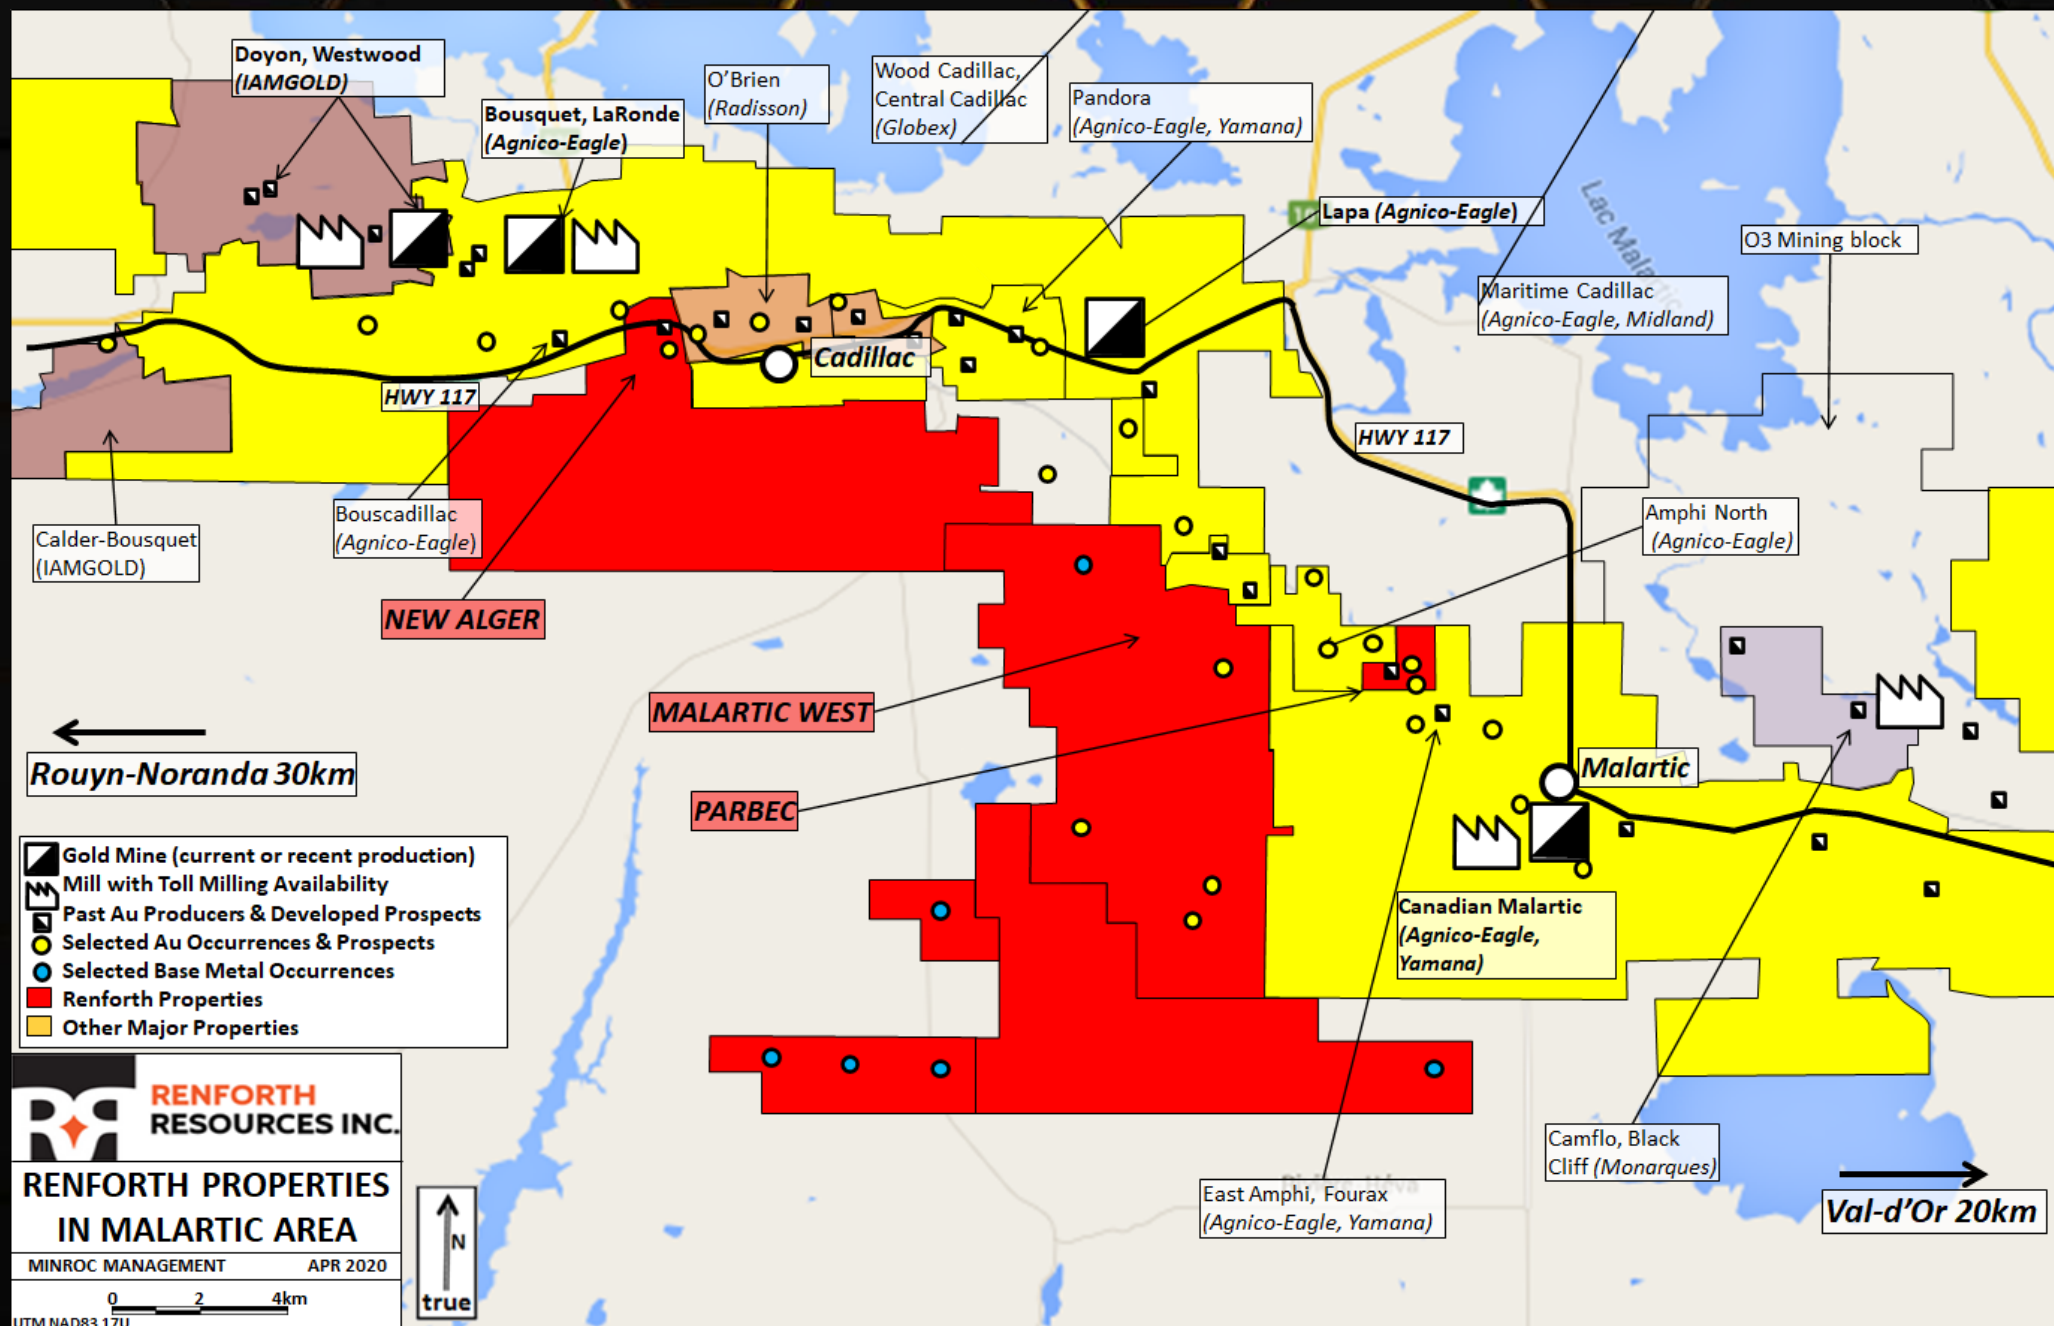 Doyon, Westwood
(IAMGOLD)
Bousquet, LaRonde
(Agnico-Eagle)
O'Brien
(Radisson)
Wood Cadillac,
Central Cadillac
(Globex)
Pandora
(Agnico-Eagle, Yamana)
Lapa (Agnico-Eagle)
Lac Malartic
O3 Mining block
Maritime Cadillac
(Agnico-Eagle, Midland)
Cadillac
HWY 117
HWY 117
Bouscadillac
(Agnico-Eagle)
Calder-Bousquet
(IAMGOLD)
Amphi North
(Agnico-Eagle)
NEW ALGER
MALARTIC WEST
PARBEC
Rouyn-Noranda 30km
Malartic
Canadian Malartic
(Agnico-Eagle,
Yamana)
Gold Mine (current or recent production)
Mill with Toll Milling Availability
Past Au Producers & Developed Prospects
Selected Au Occurrences & Prospects
Selected Base Metal Occurrences
Renforth Properties
Other Major Properties
Camflo, Black
Cliff (Monarques)
East Amphi, Fourax
(Agnico-Eagle, Yamana)
Val-d'Or 20km
RENFORTH
RESOURCES INC.
RENFORTH PROPERTIES
IN MALARTIC AREA
MINROC MANAGEMENT APR 2020
0 2 4km
UTM NAD83 17U
N
true